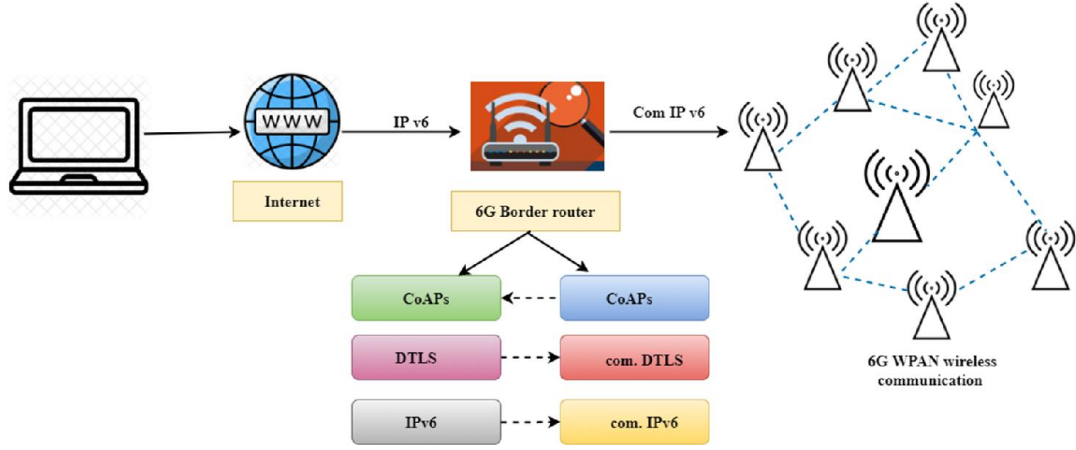 WWW
IP v6
Com IP v6
Internet
6G Border router
CoAPs
CoAPs
DTLS
com. DTLS
IPv6
com. IPv6
6G WPAN wireless
communication